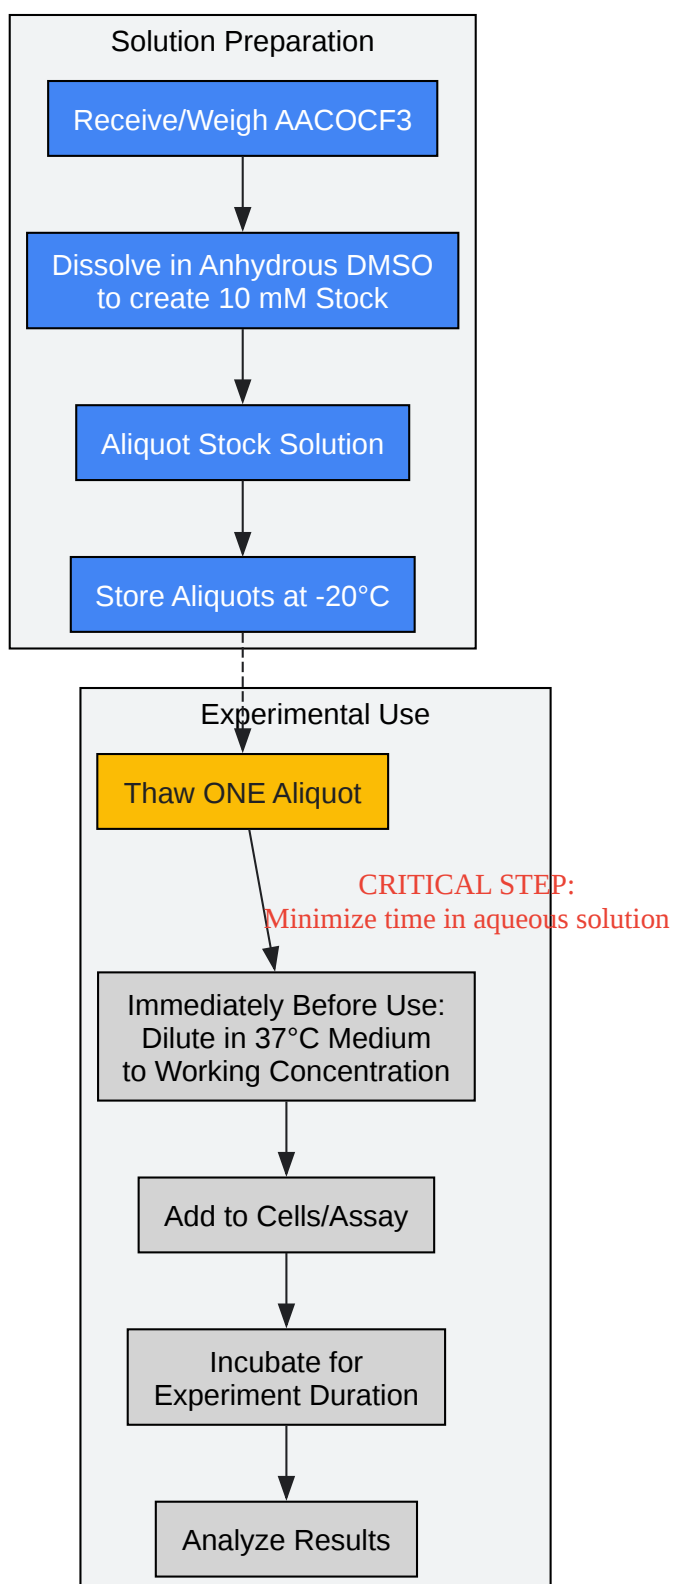 Solution Preparation
Receive/Weigh AACOCF3
Dissolve in Anhydrous DMSO
to create 10 mM Stock
Aliquot Stock Solution
Store Aliquots at -20°C
Experimental Use
Thaw ONE Aliquot
CRITICAL STEP:
Minimize time in aqueous solution
Immediately Before Use:
Dilute in 37°C Medium
to Working Concentration
Add to Cells/Assay
Incubate for
Experiment Duration
Analyze Results